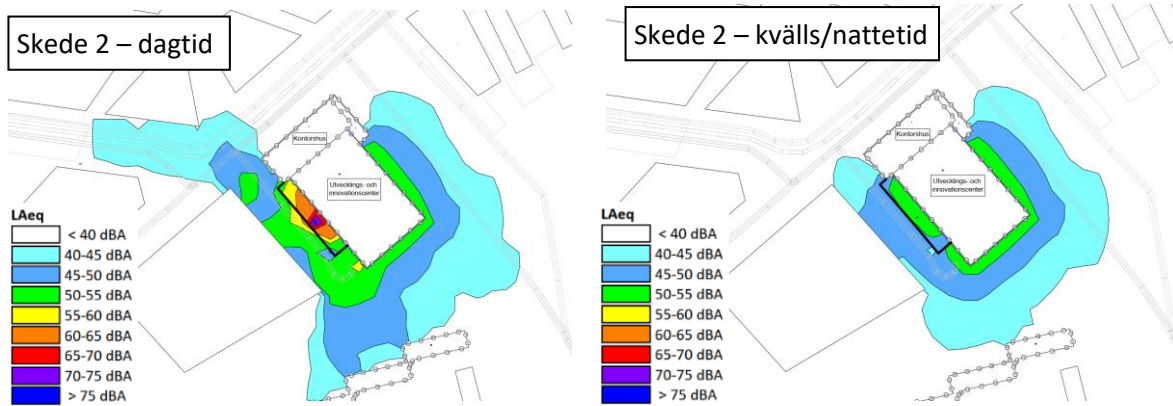 Skede 2 – dagtid
Kontorshus
Utvecklings- och
innovationscenter
LAeq
< 40 dBA
40-45 dBA
45-50 dBA
50-55 dBA
55-60 dBA
60-65 dBA
65-70 dBA
70-75 dBA
> 75 dBA
Skede 2 – kvälls/nattetid
Kontorshus
Utvecklings- och
innovationscenter
LAeq
< 40 dBA
40-45 dBA
45-50 dBA
50-55 dBA
55-60 dBA
60-65 dBA
65-70 dBA
70-75 dBA
> 75 dBA